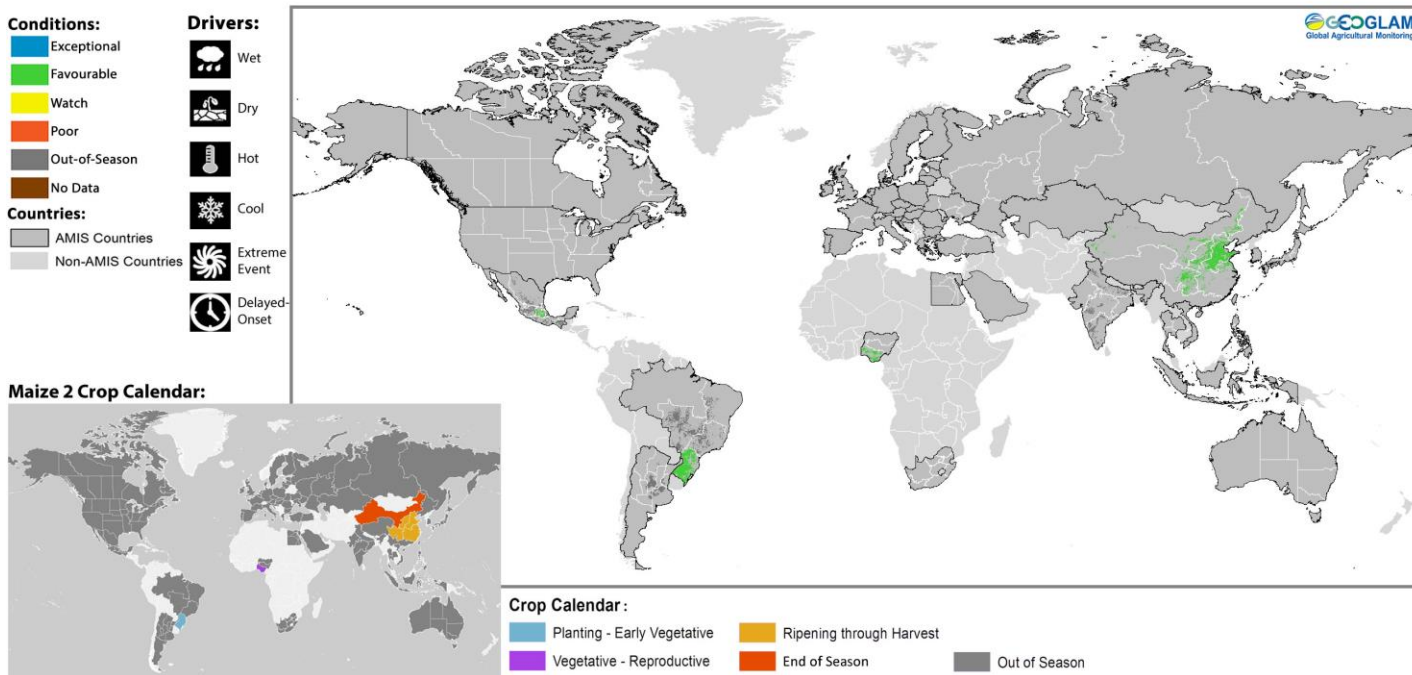 Conditions:
Exceptional
Favourable
Watch
Poor
Out-of-Season
No Data
Countries:
AMIS Countries
Non-AMIS Countries
Drivers:
Wet
Dry
Hot
Cool
Extreme
Event
Delayed-
Onset
GEOGLAM
Global Agricultural Monitoring
Maize 2 Crop Calendar:
Crop Calendar :
Planting - Early Vegetative
Vegetative - Reproductive
Ripening through Harvest
End of Season
Out of Season